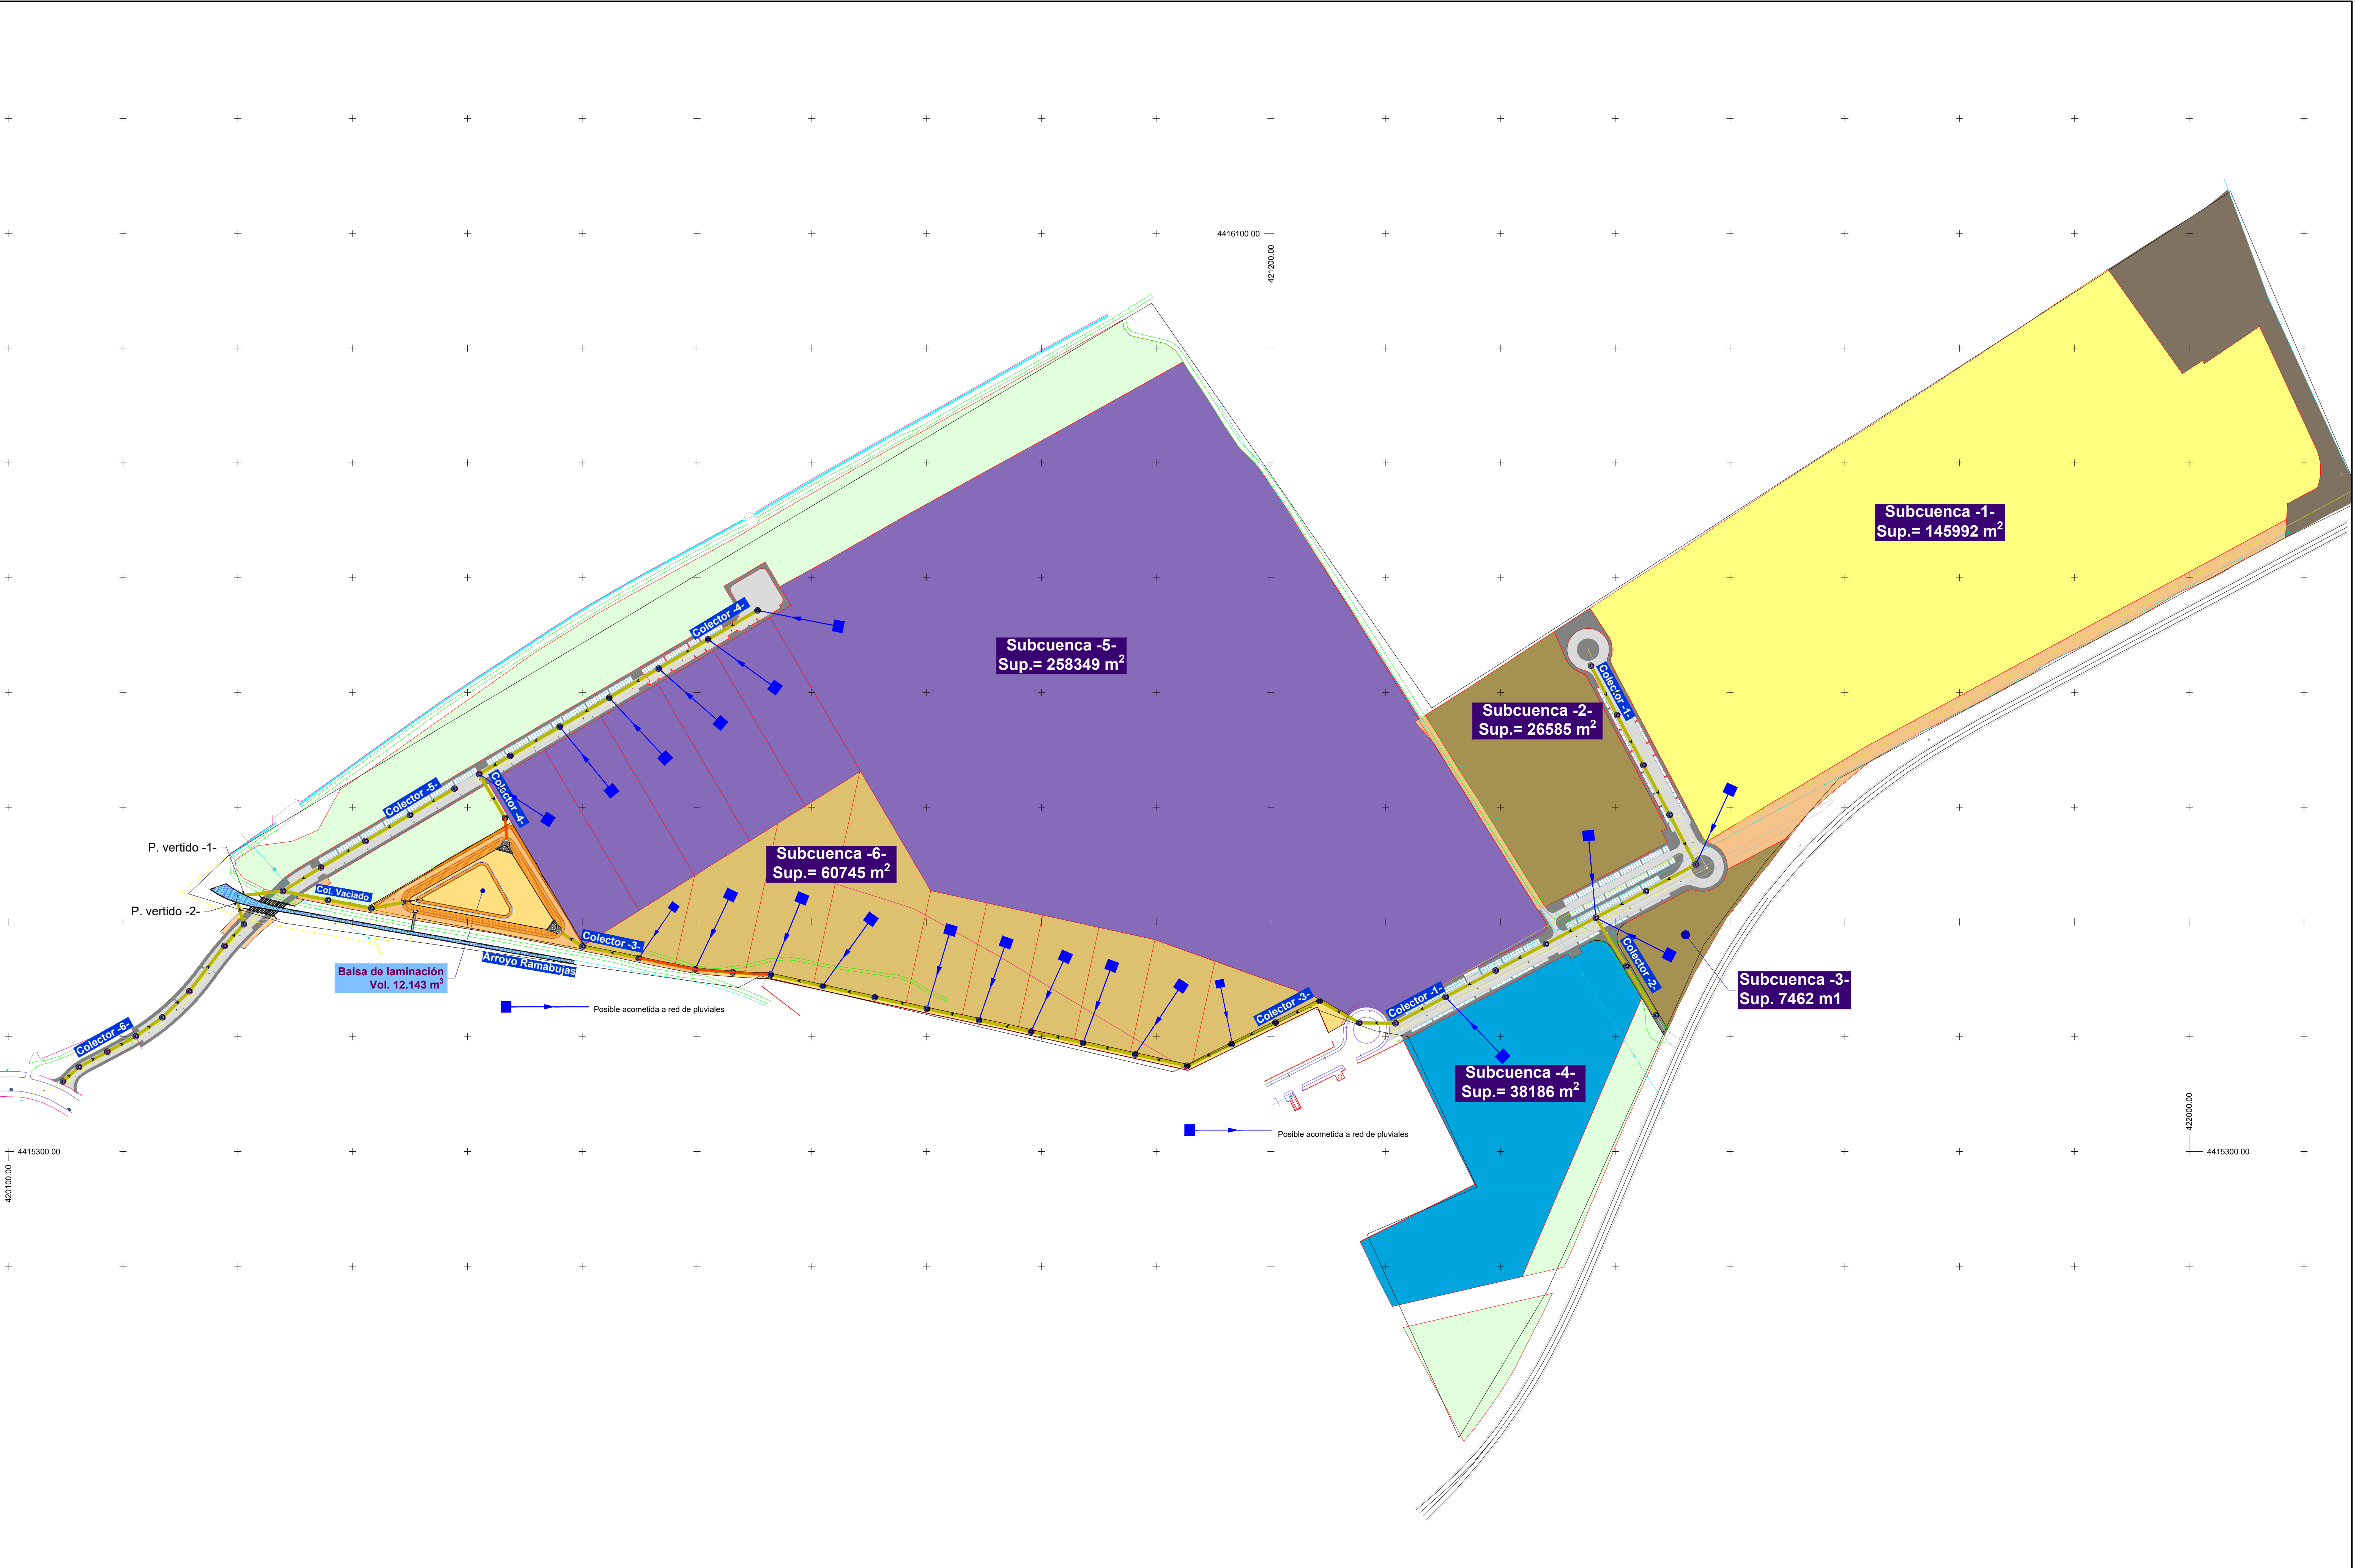 4416100.00
421200.00
Subcuenca -1-
Sup.= 145992 m²
Colector -4-
Subcuenca -5-
Sup.= 258349 m²
Colector -1-
Subcuenca -2-
Sup.= 26585 m²
Colector -5-
Colector -4-
P. vertido -1-
Subcuenca -6-
Sup.= 60745 m²
Col. Vaciado
P. vertido -2-
Colector -3-
Arroyo Ramabujas
Balsa de laminación
Vol. 12.143 m³
Colector -2-
Subcuenca -3-
Sup. 7462 m1
Posible acometida a red de pluviales
Colector -3-
Colector -1-
Colector -6-
Subcuenca -4-
Sup.= 38186 m²
Posible acometida a red de pluviales
4415300.00
420100.00
422000.00
4415300.00